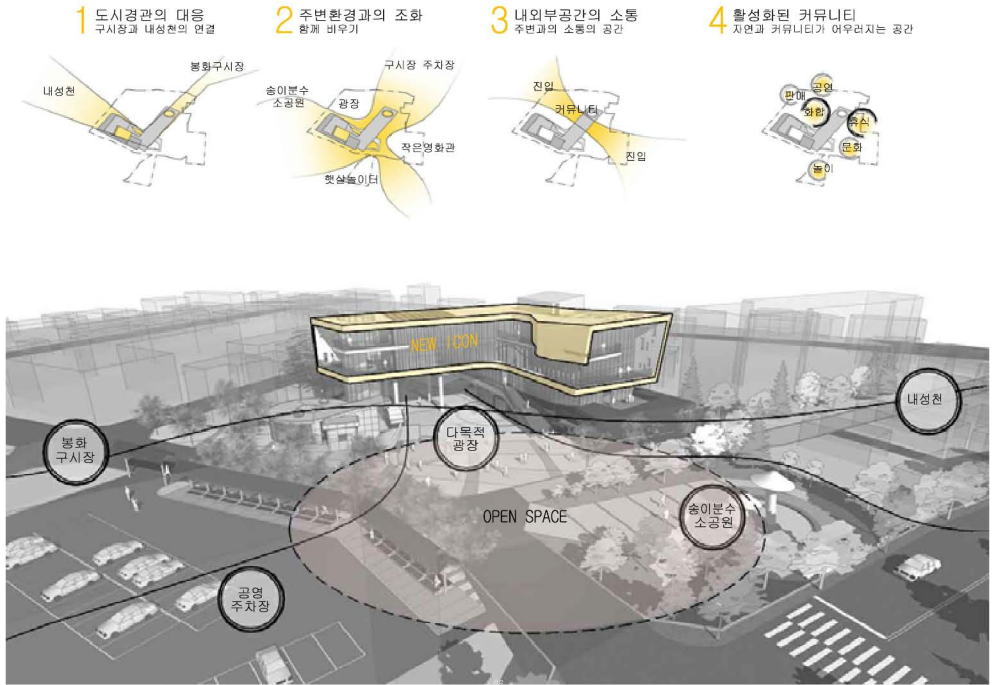 1 도시경관의 대응
구시장과 내성천의 연결
2 주변환경과의 조화
함께 비우기
3 내외부공간의 소통
주변과의 소통의 공간
4 활성화된 커뮤니티
자연과 커뮤니티가 어우러지는 공간
내성천
봉화구시장
송이분수
소공원
광장
구시장 주차장
작은영화관
햇살놀이터
진입
커뮤니티
진입
판매
공연
화합
휴식
문화
놀이
NEW ICON
내성천
봉화
구시장
다목적
광장
OPEN SPACE
송이분수
소공원
공영
주차장